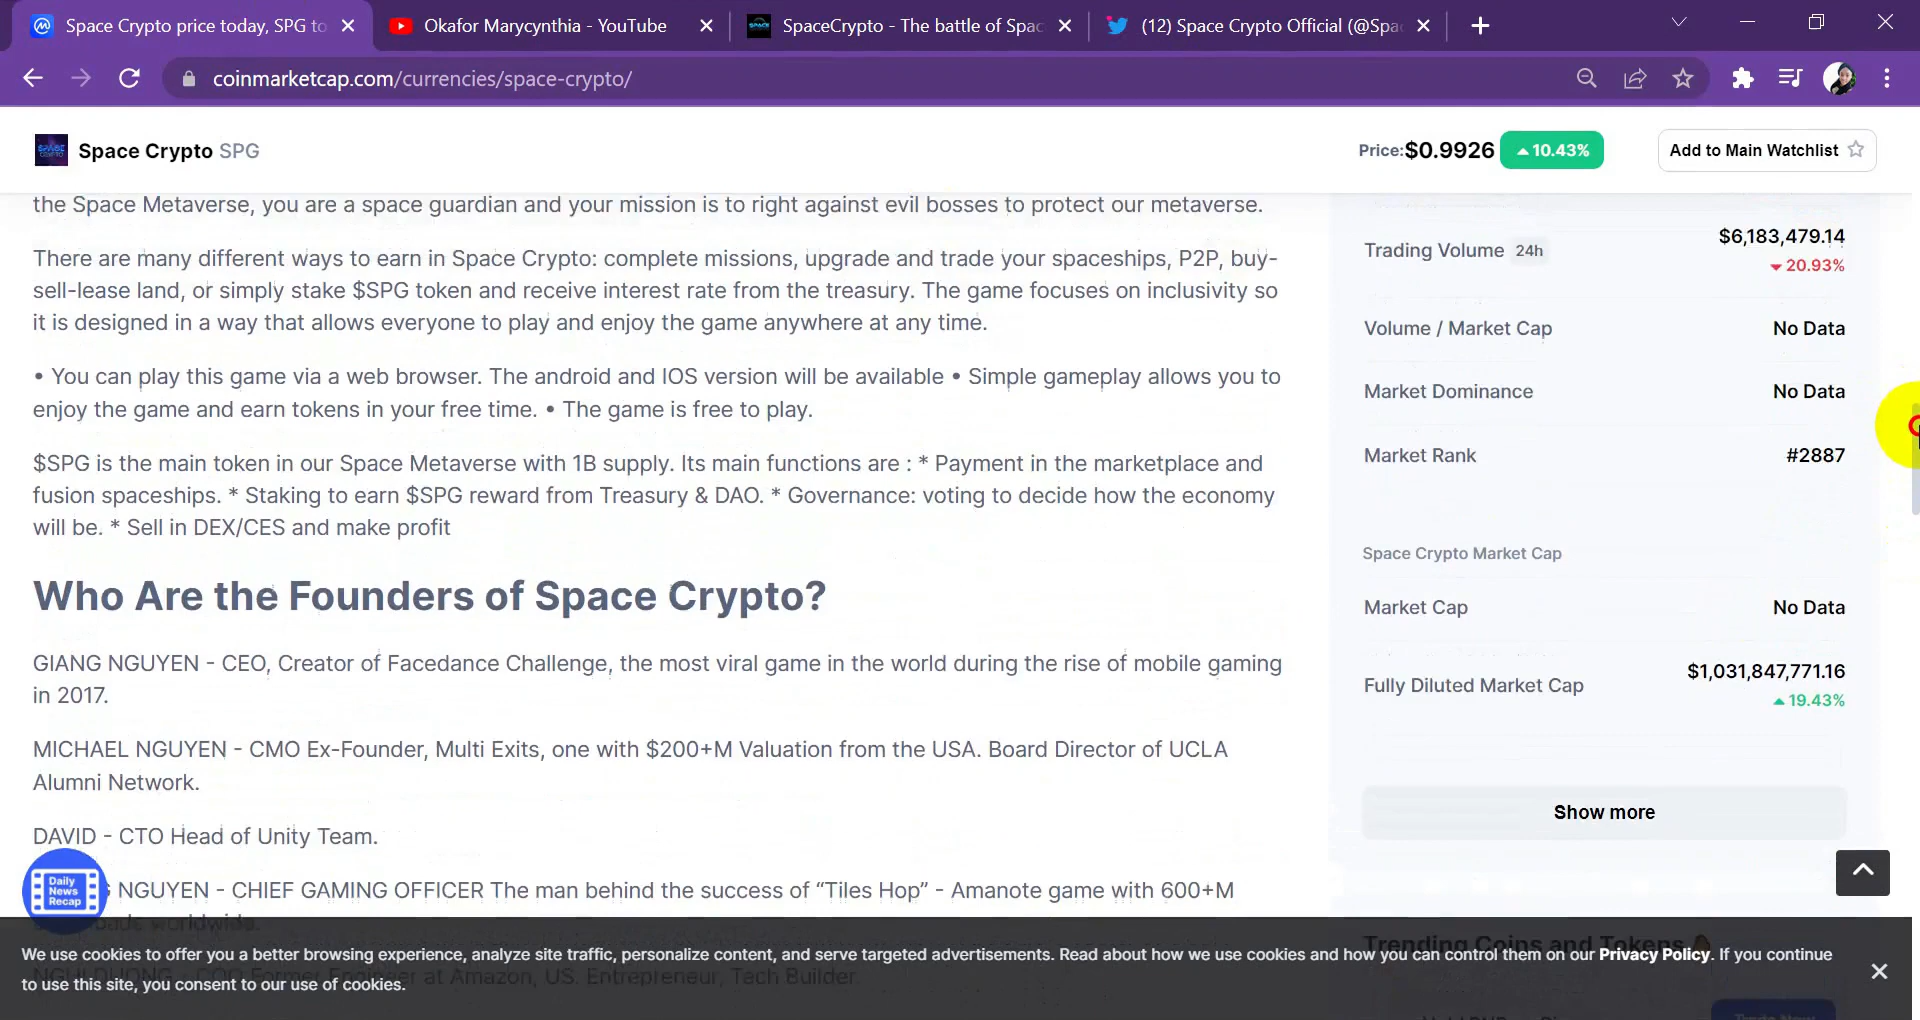 Space Crypto price today, SPG to
Okafor Marycynthia - YouTube
SpaceCrypto - The battle of Spac
(12) Space Crypto Official (@Spa
coinmarketcap.com/currencies/space-crypto/
Space Crypto SPG
Price:$0.9926
10.43%
Add to Main Watchlist
the Space Metaverse, you are a space guardian and your mission is to right against evil bosses to protect our metaverse.
There are many different ways to earn in Space Crypto: complete missions, upgrade and trade your spaceships, P2P, buy-
sell-lease land, or simply stake $SPG token and receive interest rate from the treasury. The game focuses on inclusivity so
it is designed in a way that allows everyone to play and enjoy the game anywhere at any time.
• You can play this game via a web browser. The android and IOS version will be available • Simple gameplay allows you to
enjoy the game and earn tokens in your free time. • The game is free to play.
$SPG is the main token in our Space Metaverse with 1B supply. Its main functions are : * Payment in the marketplace and
fusion spaceships. * Staking to earn $SPG reward from Treasury & DAO. * Governance: voting to decide how the economy
will be. * Sell in DEX/CES and make profit
Who Are the Founders of Space Crypto?
GIANG NGUYEN - CEO, Creator of Facedance Challenge, the most viral game in the world during the rise of mobile gaming
in 2017.
MICHAEL NGUYEN - CMO Ex-Founder, Multi Exits, one with $200+M Valuation from the USA. Board Director of UCLA
Alumni Network.
DAVID - CTO Head of Unity Team.
NGUYEN - CHIEF GAMING OFFICER The man behind the success of “Tiles Hop” - Amanote game with 600+M
worldwide.
NGHI DUONG - COO Former Engineer at Amazon, US. Entrepreneur, Tech Builder
Daily
News
Recap
Trading Volume 24h
$6,183,479.14
20.93%
Volume / Market Cap
No Data
Market Dominance
No Data
Market Rank
#2887
Space Crypto Market Cap
Market Cap
No Data
Fully Diluted Market Cap
$1,031,847,771.16
19.43%
Show more
Trending Coins and Tokens
We use cookies to offer you a better browsing experience, analyze site traffic, personalize content, and serve targeted advertisements. Read about how we use cookies and how you can control them on our Privacy Policy. If you continue
to use this site, you consent to our use of cookies.